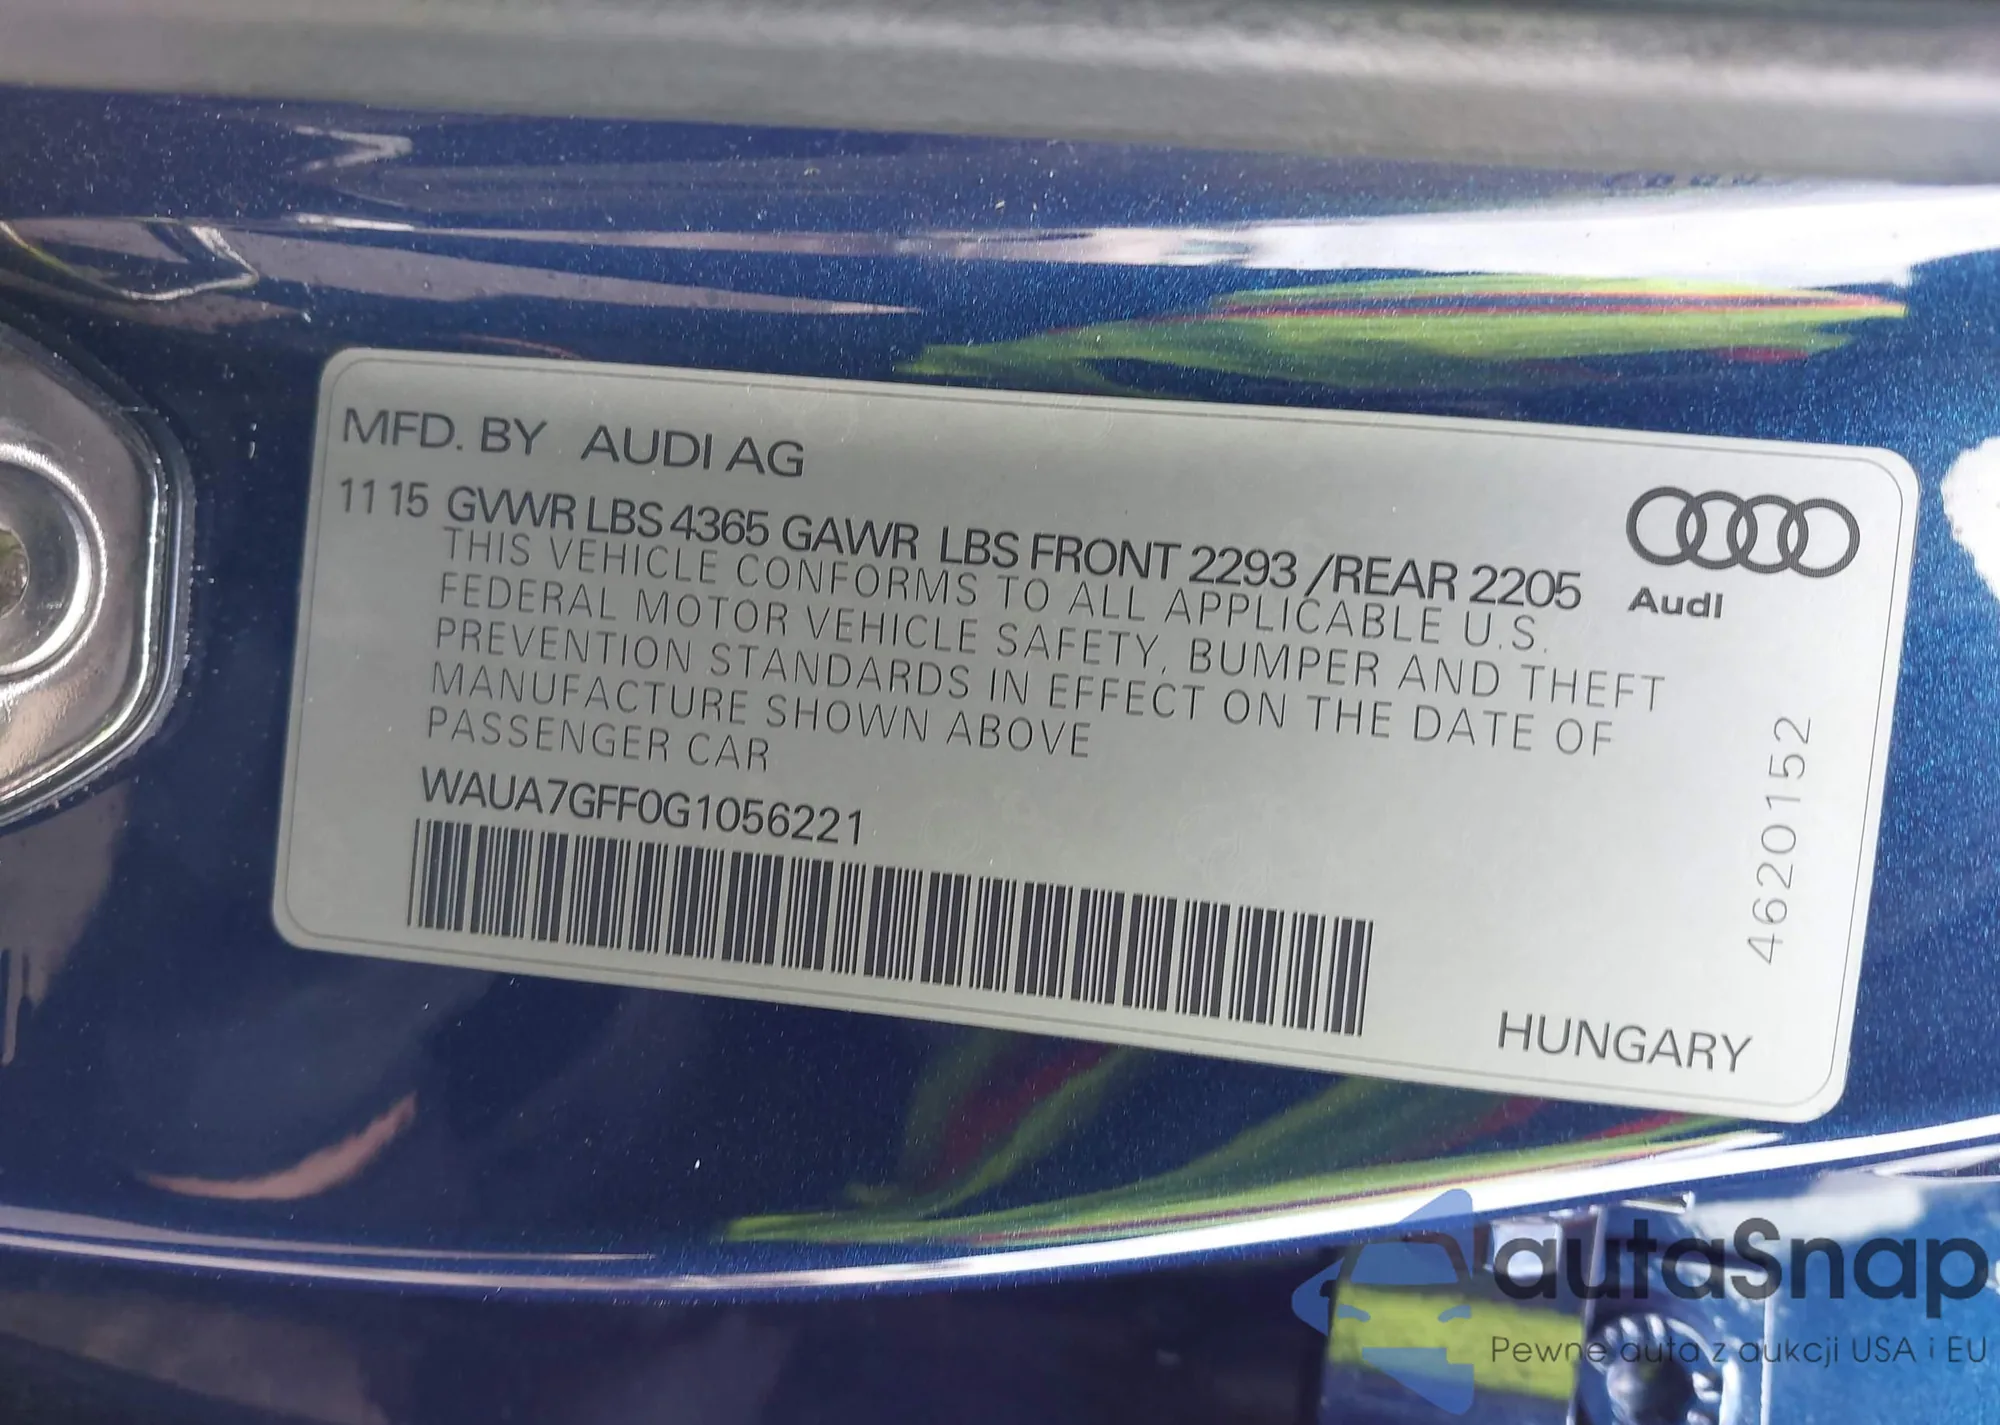 MFD. BY AUDI AG
11 15 GVWR LBS 4365 GAWR LBS FRONT 2293 /REAR 2205
THIS VEHICLE CONFORMS TO ALL APPLICABLE U.S.
FEDERAL MOTOR VEHICLE SAFETY, BUMPER AND THEFT
PREVENTION STANDARDS IN EFFECT ON THE DATE OF
MANUFACTURE SHOWN ABOVE
PASSENGER CAR
WAUA7GFF0G1056221
Audi
4620152
HUNGARY
autaSnap
Pewne auta z aukcji USA i EU